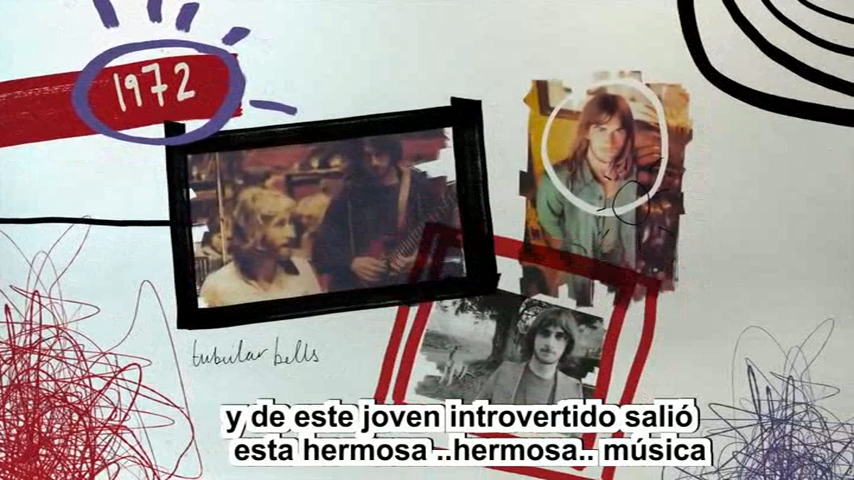 1972
tubular bells
y de este joven introvertido salió
esta hermosa ..hermosa.. música